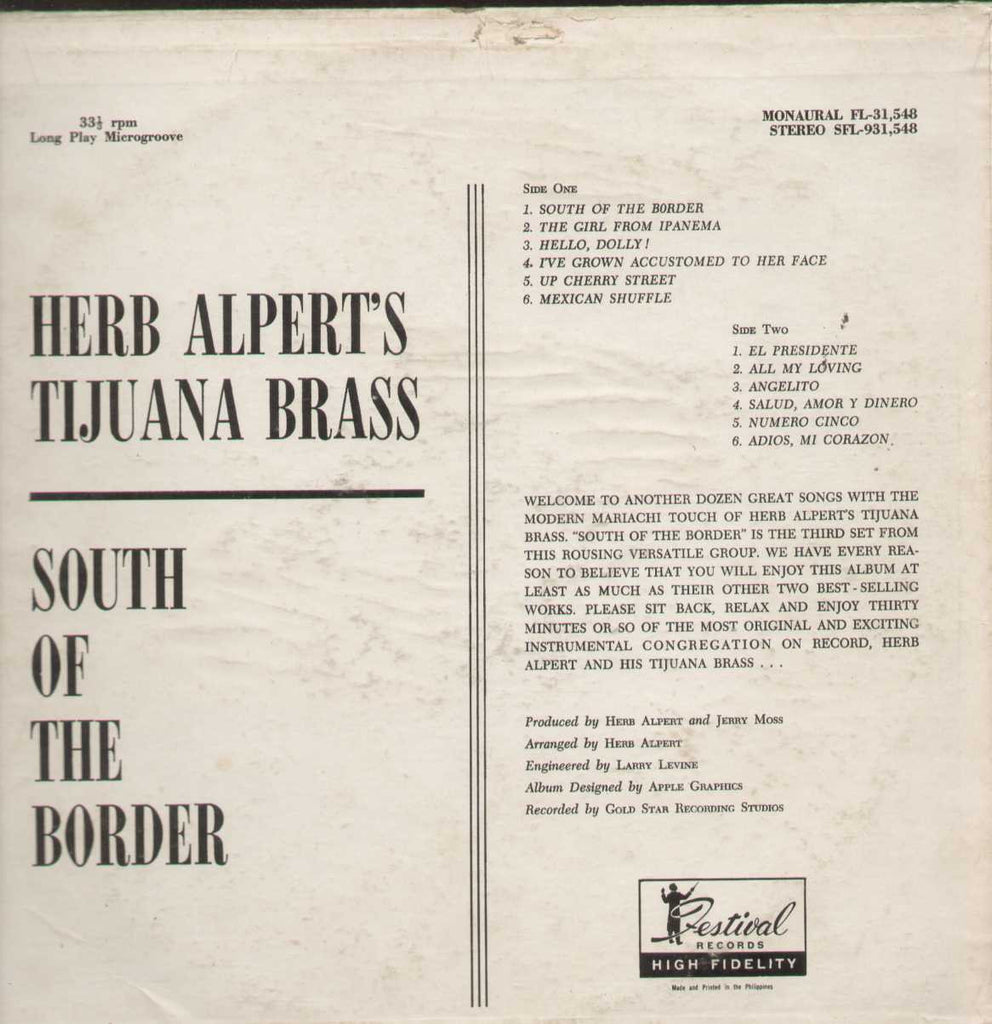 33⅓ rpm
Long Play Microgroove
MONAURAL FL-31,548
STEREO SFL-931,548
HERB ALPERT'S
TIJUANA BRASS
SOUTH
OF
THE
BORDER
SIDE ONE
1. SOUTH OF THE BORDER
2. THE GIRL FROM IPANEMA
3. HELLO, DOLLY!
4. I'VE GROWN ACCUSTOMED TO HER FACE
5. UP CHERRY STREET
6. MEXICAN SHUFFLE
SIDE TWO
1. EL PRESIDENTE
2. ALL MY LOVING
3. ANGELITO
4. SALUD, AMOR Y DINERO
5. NUMERO CINCO
6. ADIOS, MI CORAZON
WELCOME TO ANOTHER DOZEN GREAT SONGS WITH THE
MODERN MARIACHI TOUCH OF HERB ALPERT'S TIJUANA
BRASS. "SOUTH OF THE BORDER" IS THE THIRD SET FROM
THIS ROUSING VERSATILE GROUP. WE HAVE EVERY REA-
SON TO BELIEVE THAT YOU WILL ENJOY THIS ALBUM AT
LEAST AS MUCH AS THEIR OTHER TWO BEST-SELLING
WORKS. PLEASE SIT BACK, RELAX AND ENJOY THIRTY
MINUTES OR SO OF THE MOST ORIGINAL AND EXCITING
INSTRUMENTAL CONGREGATION ON RECORD, HERB
ALPERT AND HIS TIJUANA BRASS . . .
Produced by HERB ALPERT and JERRY MOSS
Arranged by HERB ALPERT
Engineered by LARRY LEVINE
Album Designed by APPLE GRAPHICS
Recorded by GOLD STAR RECORDING STUDIOS
Festival
RECORDS
HIGH FIDELITY
Made and Printed in the Philippines